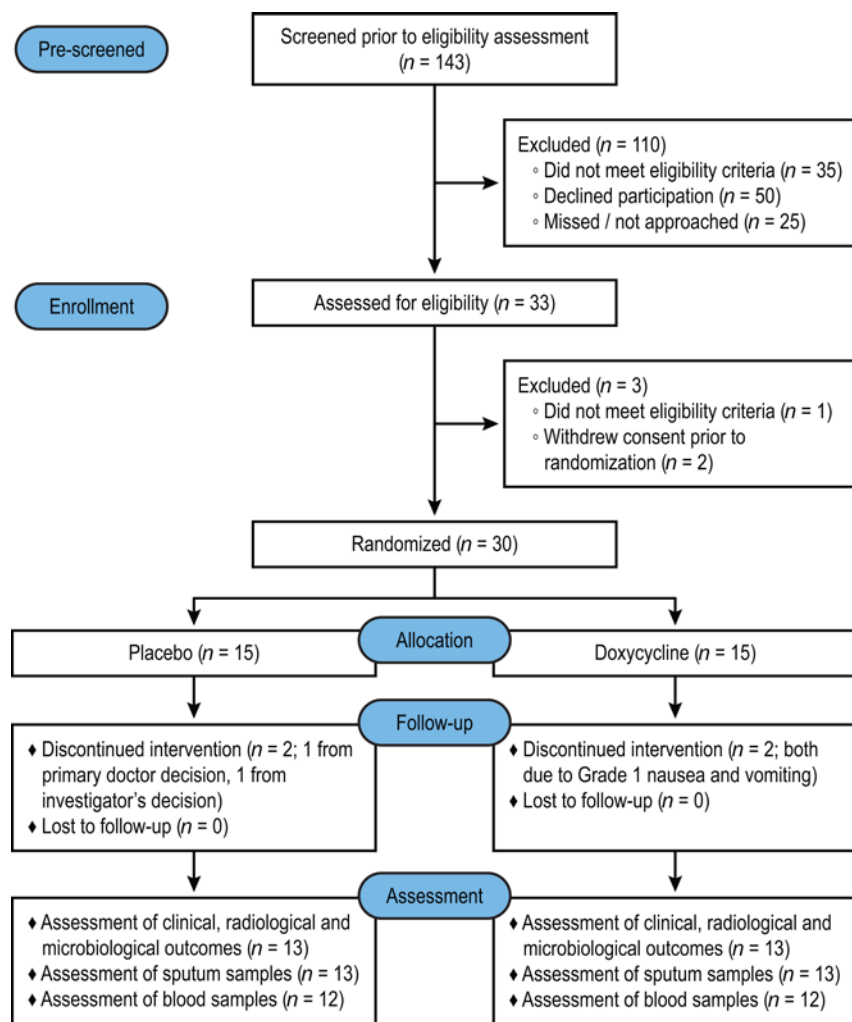 Pre-screened
Screened prior to eligibility assessment
(n = 143)
Excluded (n = 110)
◦ Did not meet eligibility criteria (n = 35)
◦ Declined participation (n = 50)
◦ Missed / not approached (n = 25)
Enrollment
Assessed for eligibility (n = 33)
Excluded (n = 3)
◦ Did not meet eligibility criteria (n = 1)
◦ Withdrew consent prior to
randomization (n = 2)
Randomized (n = 30)
Allocation
Placebo (n = 15)
Doxycycline (n = 15)
Follow-up
♦ Discontinued intervention (n = 2; 1 from
primary doctor decision, 1 from
investigator's decision)
♦ Lost to follow-up (n = 0)
♦ Discontinued intervention (n = 2; both
due to Grade 1 nausea and vomiting)
♦ Lost to follow-up (n = 0)
Assessment
♦ Assessment of clinical, radiological and
microbiological outcomes (n = 13)
♦ Assessment of sputum samples (n = 13)
♦ Assessment of blood samples (n = 12)
♦ Assessment of clinical, radiological and
microbiological outcomes (n = 13)
♦ Assessment of sputum samples (n = 13)
♦ Assessment of blood samples (n = 12)